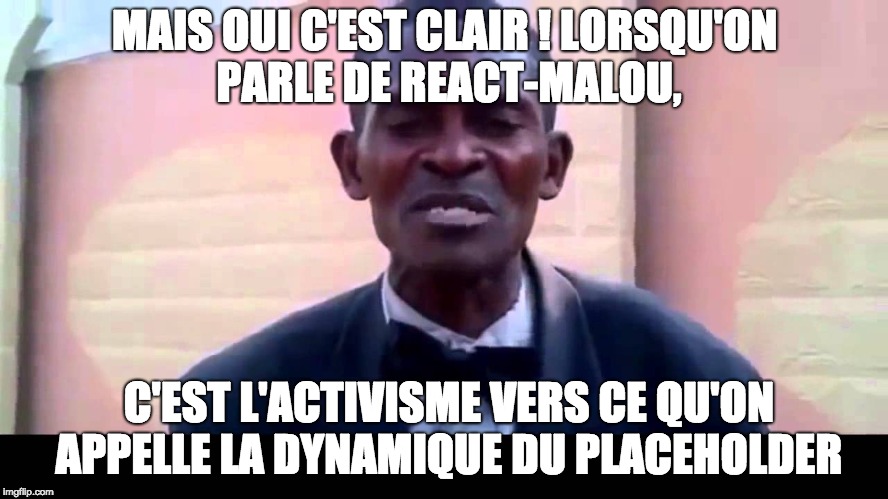 MAIS OUI C'EST CLAIR ! LORSQU'ON
PARLE DE REACT-MALOU,
C'EST L'ACTIVISME VERS CE QU'ON
APPELLE LA DYNAMIQUE DU PLACEHOLDER
imgflip.com